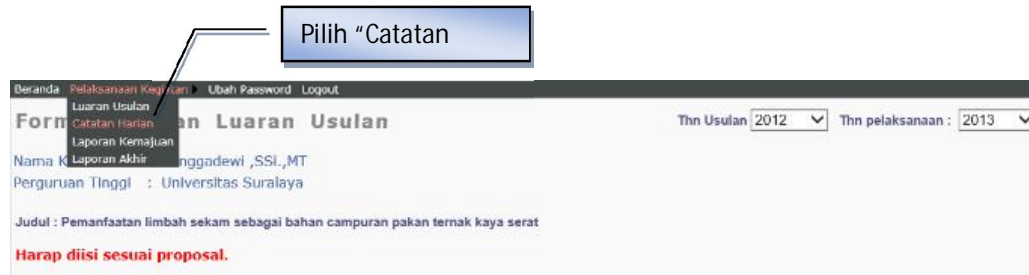 Pilih “Catatan
Beranda Pelaksanaan Kegiatan Ubah Password Logout
Luaran Usulan
Catatan Harian
Laporan Kemajuan
Laporan Akhir
Form an Luaran Usulan
Thn Usulan 2012 Thn pelaksanaan : 2013
Nama K nggadewi ,SSi.,MT
Perguruan Tinggi : Universitas Suralaya
Judul : Pemanfaatan limbah sekam sebagai bahan campuran pakan ternak kaya serat
Harap diisi sesuai proposal.